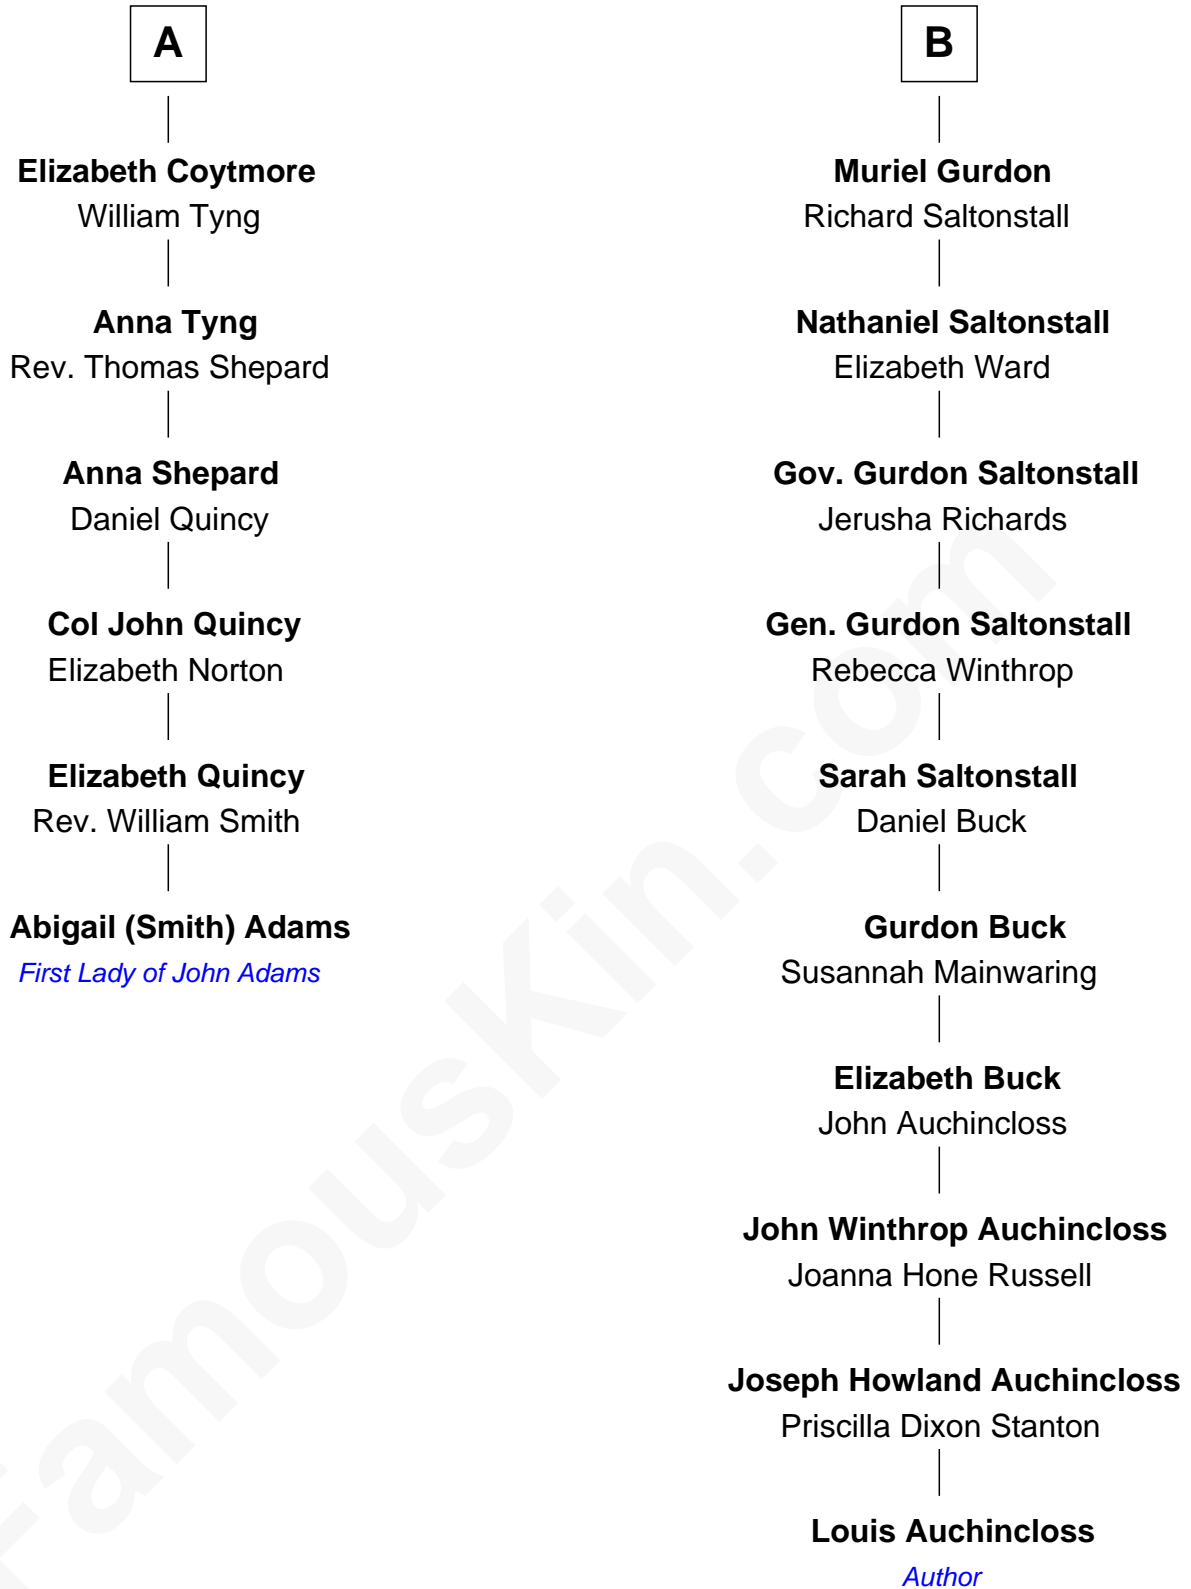 A
Elizabeth Coytmore
William Tyng
Anna Tyng
Rev. Thomas Shepard
Anna Shepard
Daniel Quincy
Col John Quincy
Elizabeth Norton
Elizabeth Quincy
Rev. William Smith
Abigail (Smith) Adams
First Lady of John Adams
B
Muriel Gurdon
Richard Saltonstall
Nathaniel Saltonstall
Elizabeth Ward
Gov. Gurdon Saltonstall
Jerusha Richards
Gen. Gurdon Saltonstall
Rebecca Winthrop
Sarah Saltonstall
Daniel Buck
Gurdon Buck
Susannah Mainwaring
Elizabeth Buck
John Auchincloss
John Winthrop Auchincloss
Joanna Hone Russell
Joseph Howland Auchincloss
Priscilla Dixon Stanton
Louis Auchincloss
Author
FamousKin.com